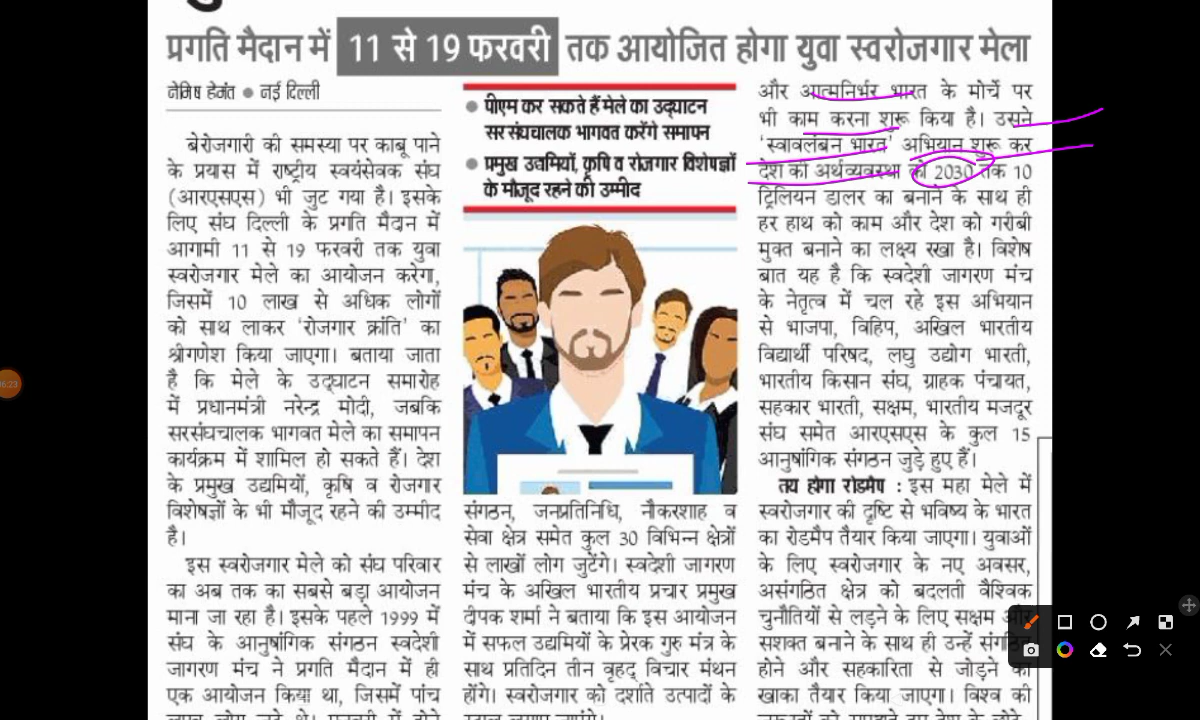 प्रगति मैदान में 11 से 19 फरवरी तक आयोजित होगा युवा स्वरोजगार मेला
नेमिष हेमंत ● नई दिल्ली
बेरोजगारी की समस्या पर काबू पाने
के प्रयास में राष्ट्रीय स्वयंसेवक संघ
(आरएसएस) भी जुट गया है। इसके
लिए संघ दिल्ली के प्रगति मैदान में
आगामी 11 से 19 फरवरी तक युवा
स्वरोजगार मेले का आयोजन करेगा,
जिसमें 10 लाख से अधिक लोगों
को साथ लाकर 'रोजगार क्रांति' का
श्रीगणेश किया जाएगा। बताया जाता
है कि मेले के उद्घाटन समारोह
में प्रधानमंत्री नरेन्द्र मोदी, जबकि
सरसंघचालक भागवत मेले का समापन
कार्यक्रम में शामिल हो सकते हैं। देश
के प्रमुख उद्यमियों, कृषि व रोजगार
विशेषज्ञों के भी मौजूद रहने की उम्मीद
है।
इस स्वरोजगार मेले को संघ परिवार
का अब तक का सबसे बड़ा आयोजन
माना जा रहा है। इसके पहले 1999 में
संघ के आनुषांगिक संगठन स्वदेशी
जागरण मंच ने प्रगति मैदान में ही
एक आयोजन किया था, जिसमें पांच
● पीएम कर सकते हैं मेले का उद्घाटन
सरसंघचालक भागवत करेंगे समापन
● प्रमुख उद्यमियों, कृषि व रोजगार विशेषज्ञों
के मौजूद रहने की उम्मीद
संगठन, जनप्रतिनिधि, नौकरशाह व
सेवा क्षेत्र समेत कुल 30 विभिन्न क्षेत्रों
से लाखों लोग जुटेंगे। स्वदेशी जागरण
मंच के अखिल भारतीय प्रचार प्रमुख
दीपक शर्मा ने बताया कि इस आयोजन
में सफल उद्यमियों के प्रेरक गुरु मंत्र के
साथ प्रतिदिन तीन वृहद् विचार मंथन
होंगे। स्वरोजगार को दर्शाते उत्पादों के
और आत्मनिर्भर भारत के मोर्चे पर
भी काम करना शुरू किया है। उसने
'स्वावलंबन भारत' अभियान शुरू कर
देश की अर्थव्यवस्था को 2030 तक 10
ट्रिलियन डालर का बनाने के साथ ही
हर हाथ को काम और देश को गरीबी
मुक्त बनाने का लक्ष्य रखा है। विशेष
बात यह है कि स्वदेशी जागरण मंच
के नेतृत्व में चल रहे इस अभियान
से भाजपा, विहिप, अखिल भारतीय
विद्यार्थी परिषद, लघु उद्योग भारती,
भारतीय किसान संघ, ग्राहक पंचायत,
सहकार भारती, सक्षम, भारतीय मजदूर
संघ समेत आरएसएस के कुल 15
आनुषांगिक संगठन जुड़े हुए हैं।
तय होगा रोडमैप : इस महा मेले में
स्वरोजगार की दृष्टि से भविष्य के भारत
का रोडमैप तैयार किया जाएगा। युवाओं
के लिए स्वरोजगार के नए अवसर,
असंगठित क्षेत्र को बदलती वैश्विक
चुनौतियों से लड़ने के लिए सक्षम और
सशक्त बनाने के साथ ही उन्हें संगठित
होने और सहकारिता से जोड़ने का
खाका तैयार किया जाएगा। विश्व की